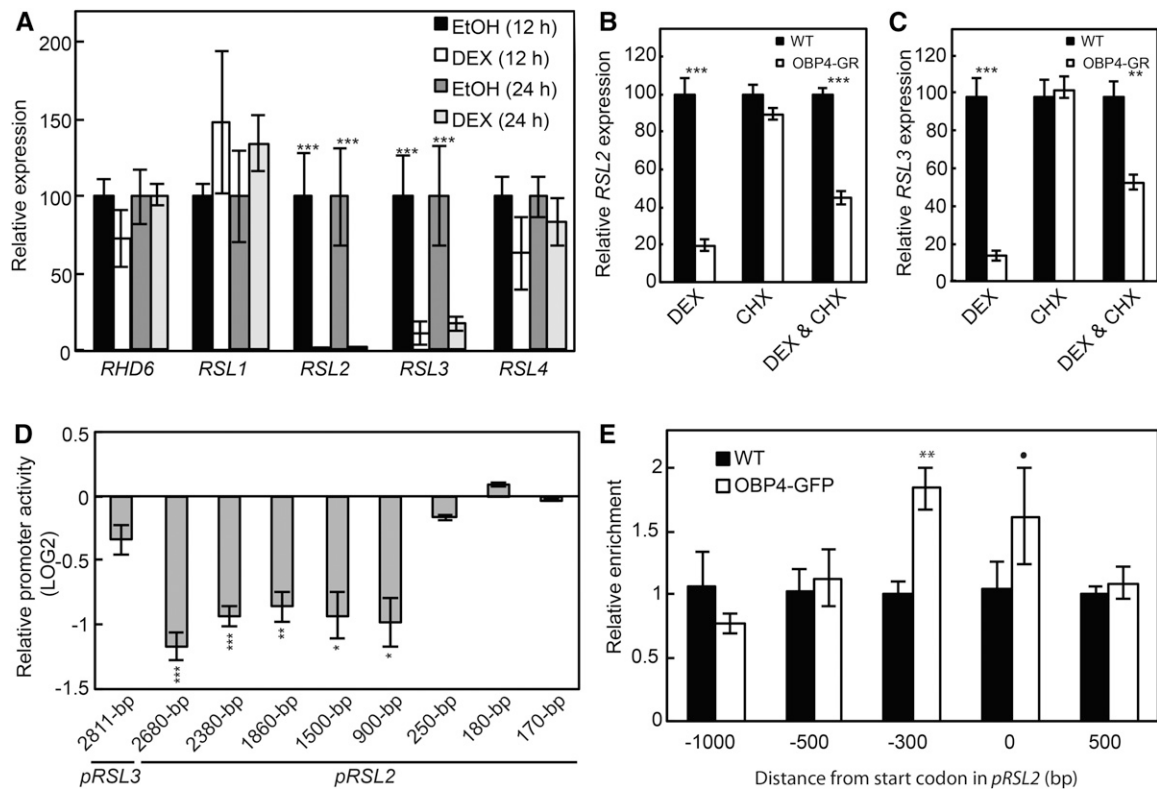 A
Relative expression
200
150
100
50
0
EtOH (12 h)
DEX (12 h)
EtOH (24 h)
DEX (24 h)
*** *** *** ***
RHD6 RSL1 RSL2 RSL3 RSL4
B
Relative RSL2 expression
120
100
80
60
40
20
0
WT
OBP4-GR
*** ***
DEX CHX DEX & CHX
C
Relative RSL3 expression
120
100
80
60
40
20
0
WT
OBP4-GR
*** **
DEX CHX DEX & CHX
D
Relative promoter activity
(LOG2)
0.5
0
-0.5
-1
-1.5
*** *** ** * *
2811-bp 2680-bp 2380-bp 1860-bp 1500-bp 900-bp 250-bp 180-bp 170-bp
pRSL3 pRSL2
E
Relative enrichment
2
1.5
1
0.5
0
WT
OBP4-GFP
** •
-1000 -500 -300 0 500
Distance from start codon in pRSL2 (bp)